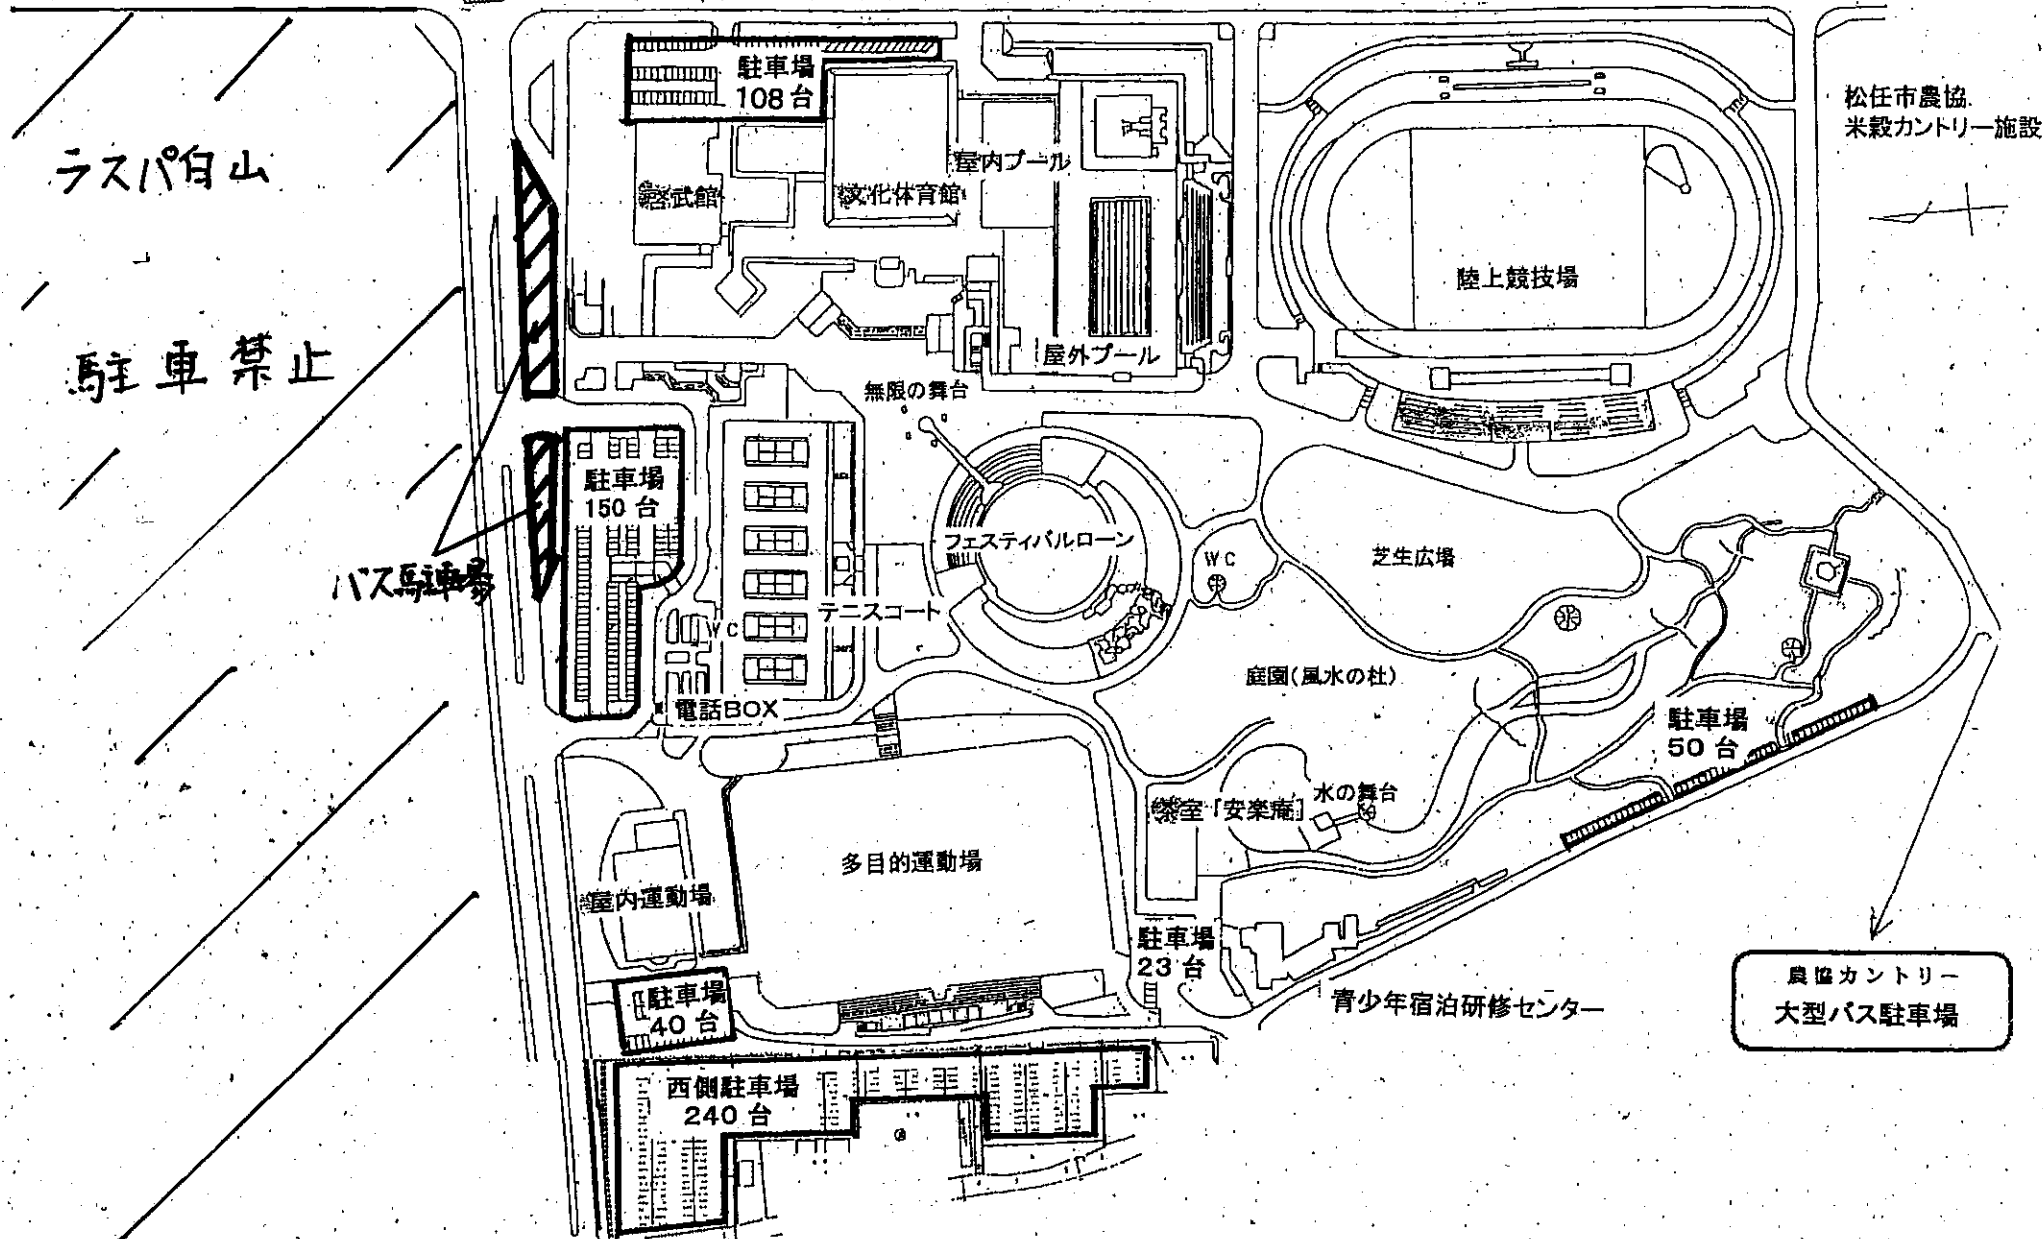 駐車場
108台
松任市農協
米穀カントリー施設
ラスパ白山
啓武館
文化体育館
屋内プール
陸上競技場
駐車禁止
屋外プール
無限の舞台
駐車場
150台
フェスティバルローン
WC
芝生広場
バス駐車場
テニスコート
WC
庭園(風水の杜)
電話BOX
駐車場
50台
茶室「安楽庵」
水の舞台
多目的運動場
屋内運動場
駐車場
23台
農協カントリー
大型バス駐車場
駐車場
40台
青少年宿泊研修センター
西側駐車場
240台